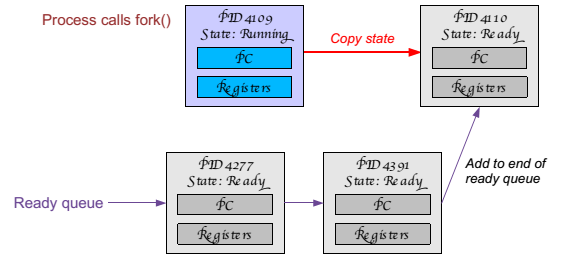 Process calls fork()
PID 4109
State: Running
PC
Registers
Copy state
PID 4110
State: Ready
PC
Registers
Add to end of
ready queue
Ready queue
PID 4277
State: Ready
PC
Registers
PID 4391
State: Ready
PC
Registers